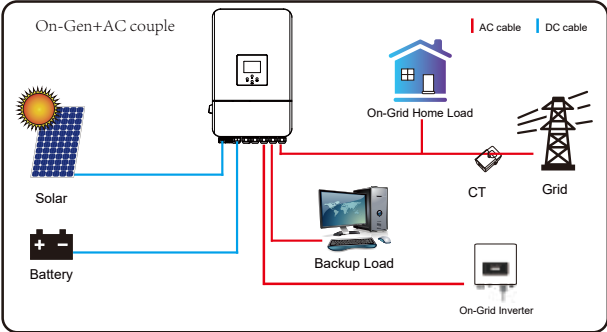 On-Gen+AC couple
AC cable
DC cable
On-Grid Home Load
Solar
CT
Grid
Battery
Backup Load
On-Grid Inverter